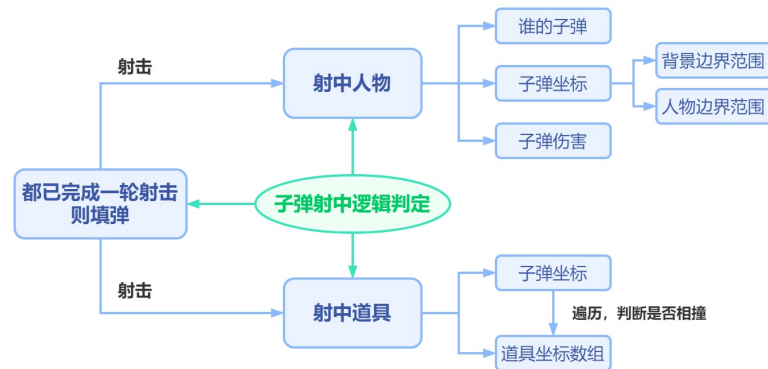 谁的子弹
射击
背景边界范围
射中人物
子弹坐标
人物边界范围
子弹伤害
都已完成一轮射击
则填弹
子弹射中逻辑判定
子弹坐标
射击
射中道具
遍历，判断是否相撞
道具坐标数组